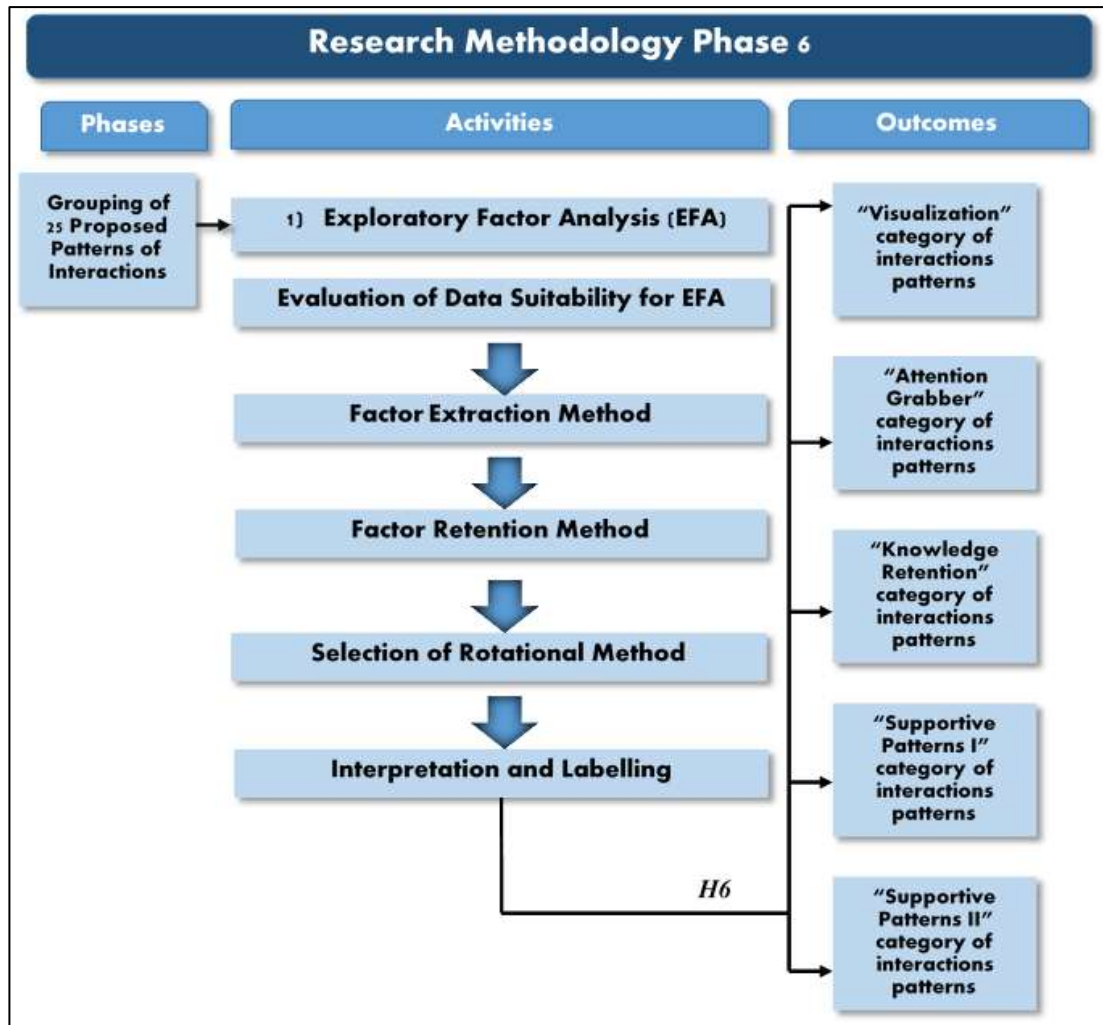 Research Methodology Phase 6
Phases
Activities
Outcomes
Grouping of
25 Proposed
Patterns of
Interactions
1) Exploratory Factor Analysis (EFA)
Evaluation of Data Suitability for EFA
Factor Extraction Method
Factor Retention Method
Selection of Rotational Method
Interpretation and Labelling
H6
“Visualization”
category of
interactions
patterns
“Attention
Grabber”
category of
interactions
patterns
“Knowledge
Retention”
category of
interactions
patterns
“Supportive
Patterns I”
category of
interactions
patterns
“Supportive
Patterns II”
category of
interactions
patterns